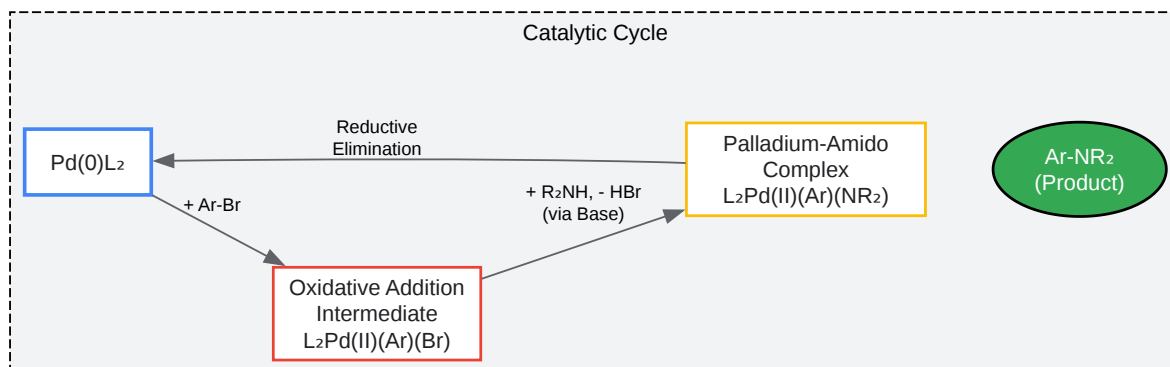 Catalytic Cycle
Reductive
Elimination
Pd(0)L₂
Palladium-Amido
Complex
L₂Pd(II)(Ar)(NR₂)
Ar-NR₂
(Product)
+ Ar-Br
+ R₂NH, - HBr
(via Base)
Oxidative Addition
Intermediate
L₂Pd(II)(Ar)(Br)